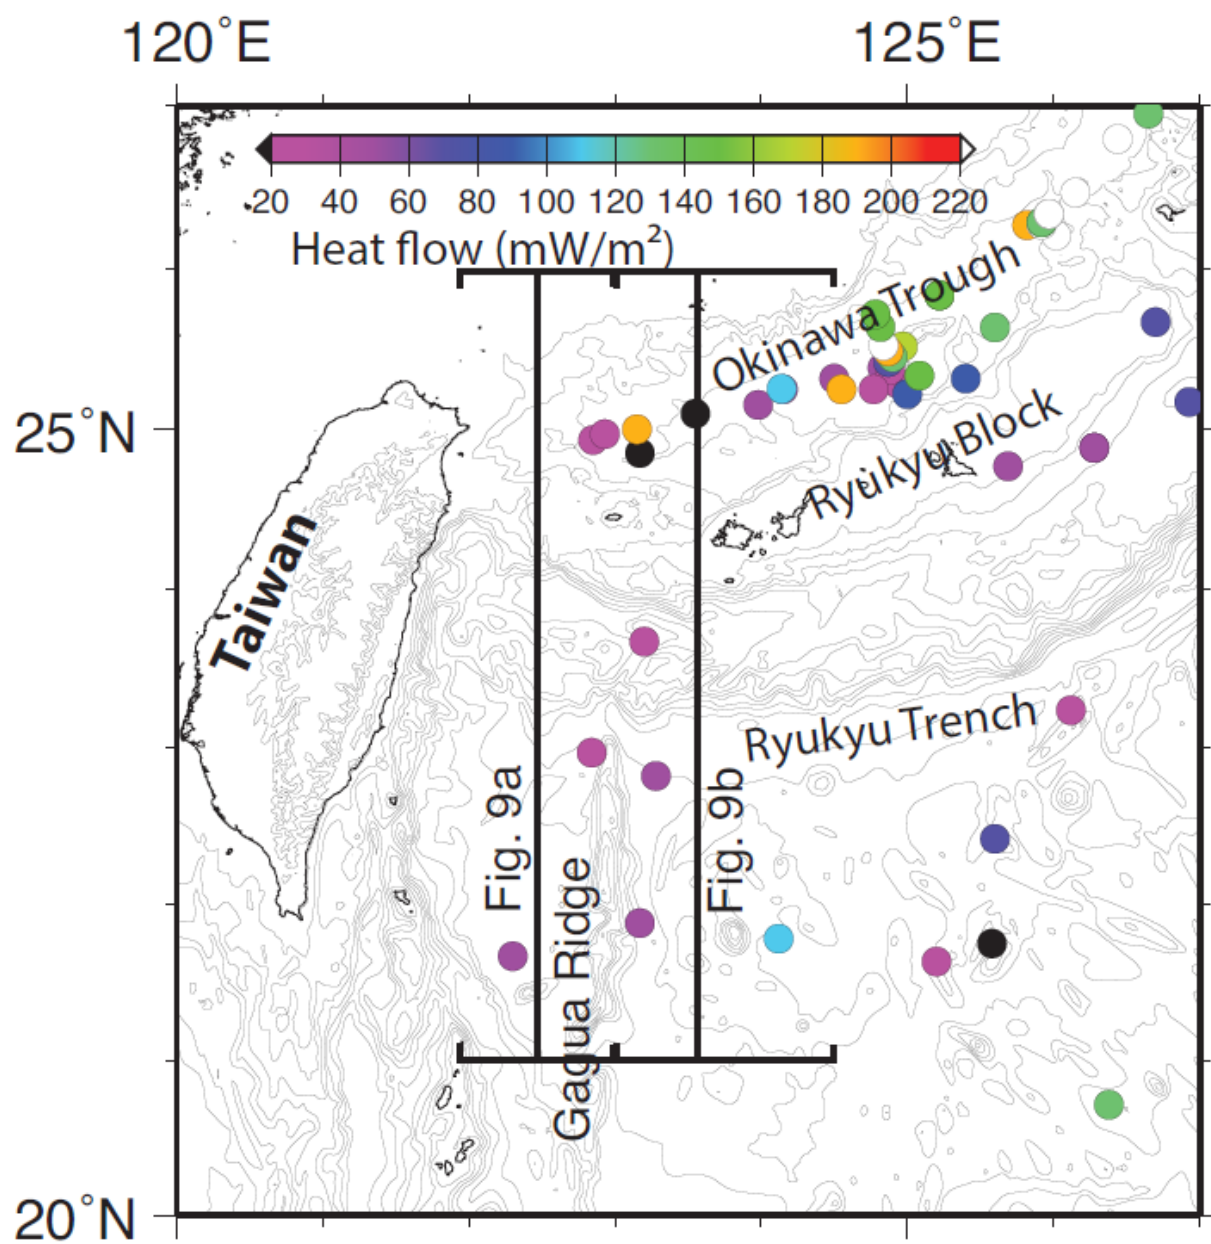 120°E 125°E
20 40 60 80 100 120 140 160 180 200 220
Heat flow (mW/m²)
Okinawa Trough
25°N
Ryukyu Block
Taiwan
Ryukyu Trench
Fig. 9a
Fig. 9b
Gagua Ridge
20°N